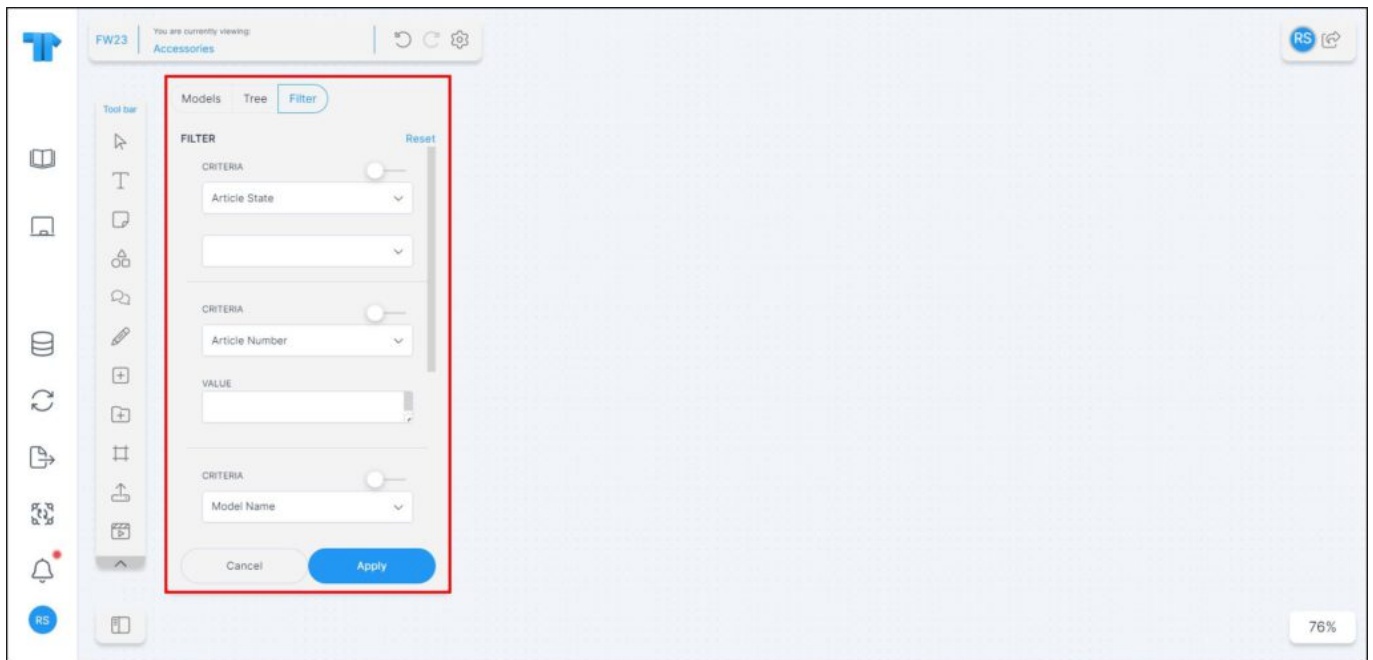 FW23
You are currently viewing:
Accessories
RS
Tool bar
Models Tree Filter
FILTER Reset
CRITERIA
Article State
CRITERIA
Article Number
VALUE
CRITERIA
Model Name
Cancel Apply
RS
76%